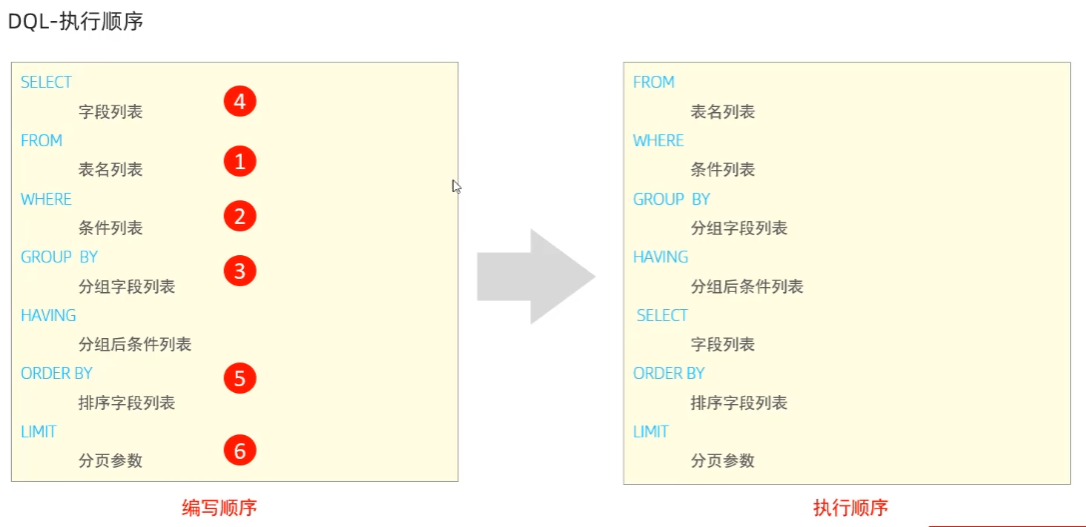 DQL-执行顺序
SELECT
字段列表
4
FROM
表名列表
1
WHERE
条件列表
2
GROUP BY
分组字段列表
3
HAVING
分组后条件列表
ORDER BY
排序字段列表
5
LIMIT
分页参数
6
编写顺序
FROM
表名列表
WHERE
条件列表
GROUP BY
分组字段列表
HAVING
分组后条件列表
SELECT
字段列表
ORDER BY
排序字段列表
LIMIT
分页参数
执行顺序